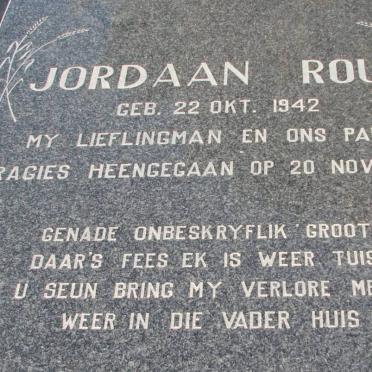 JORDAAN ROU
GEB. 22 OKT. 1942
MY LIEFLINGMAN EN ONS PA
RAGIES HEENGEGAAN OP 20 NOV
GENADE ONBESKRYFLIK GROOT
DAAR'S FEES EK IS WEER TUIS
U SEUN BRING MY VERLORE ME
WEER IN DIE VADER HUIS